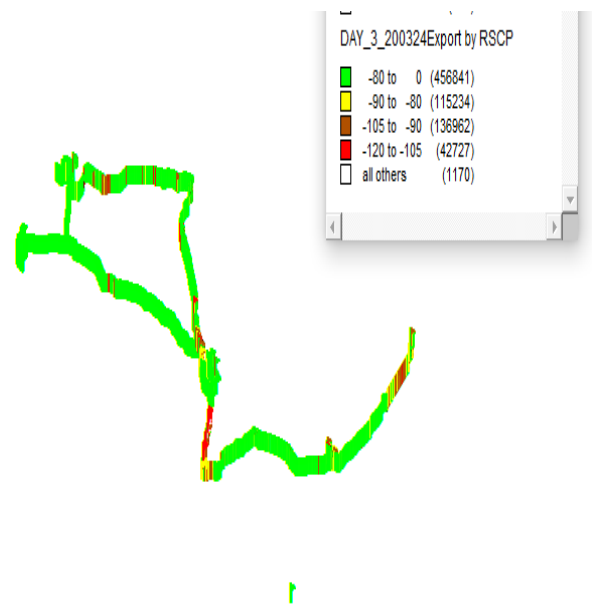 DAY_3_200324Export by RSCP
-80 to 0 (456841)
-90 to -80 (115234)
-105 to -90 (136962)
-120 to -105 (42727)
all others (1170)